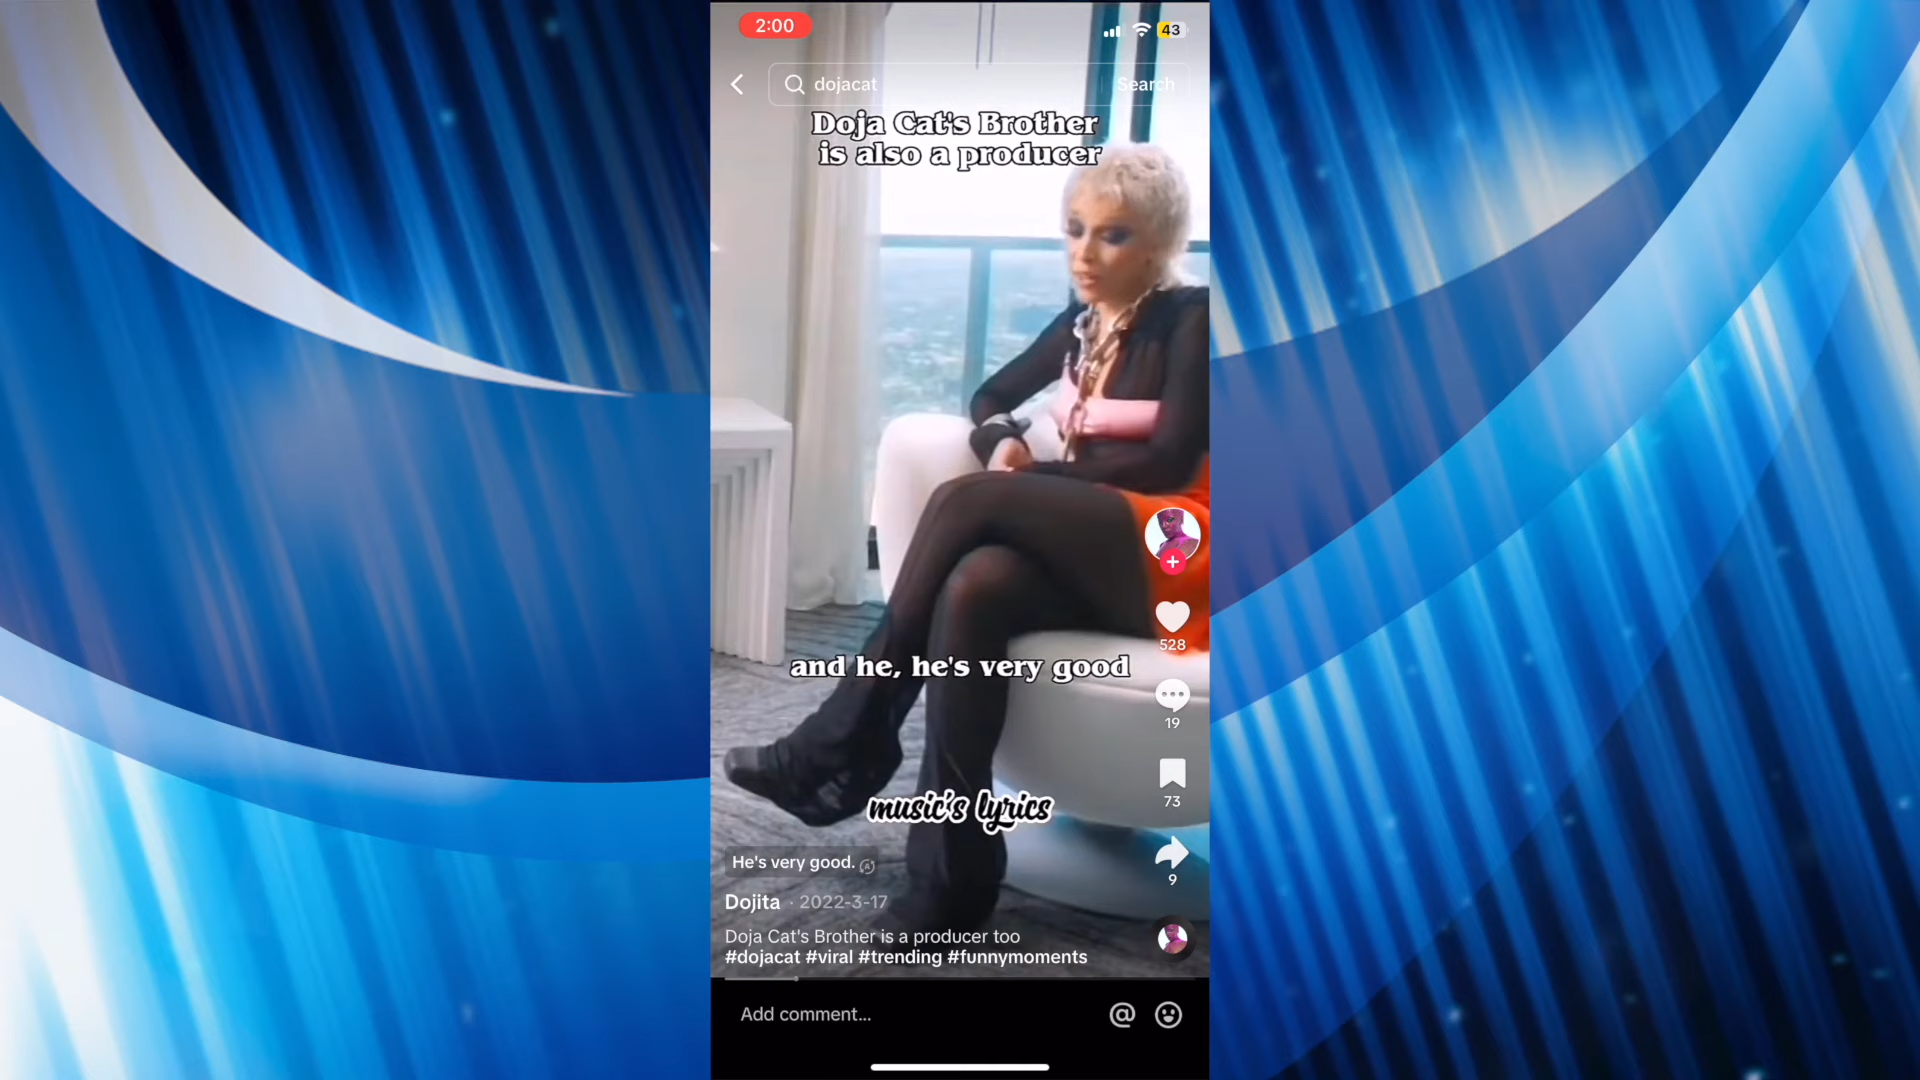 2:00
43
dojacat
Search
Doja Cat's Brother
is also a producer
528
and he, he's very good
19
73
music's lyrics
He's very good.
9
Dojita · 2022-3-17
Doja Cat's Brother is a producer too
#dojacat #viral #trending #funnymoments
Add comment...
@